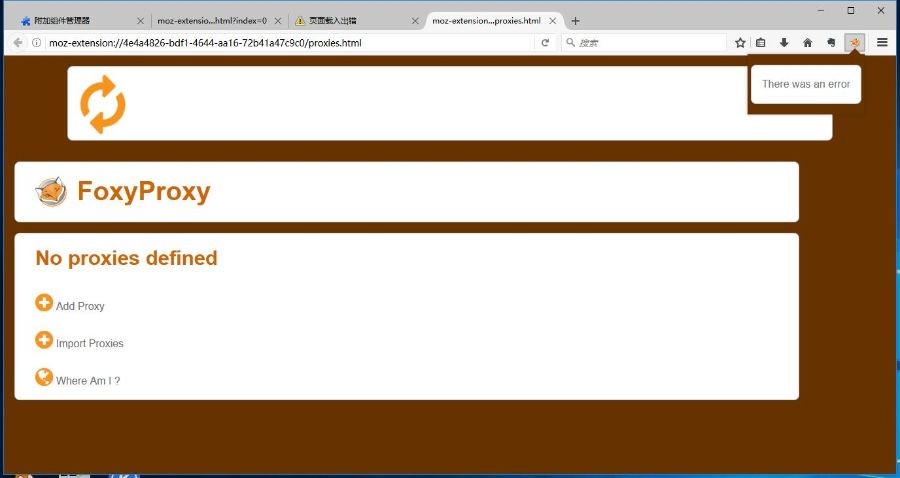 附加组件管理器
moz-extensio...html?index=0
页面载入出错
moz-extension...proxies.html
moz-extension://4e4a4826-bdf1-4644-aa16-72b41a47c9c0/proxies.html
搜索
There was an error
FoxyProxy
No proxies defined
Add Proxy
Import Proxies
Where Am I ?